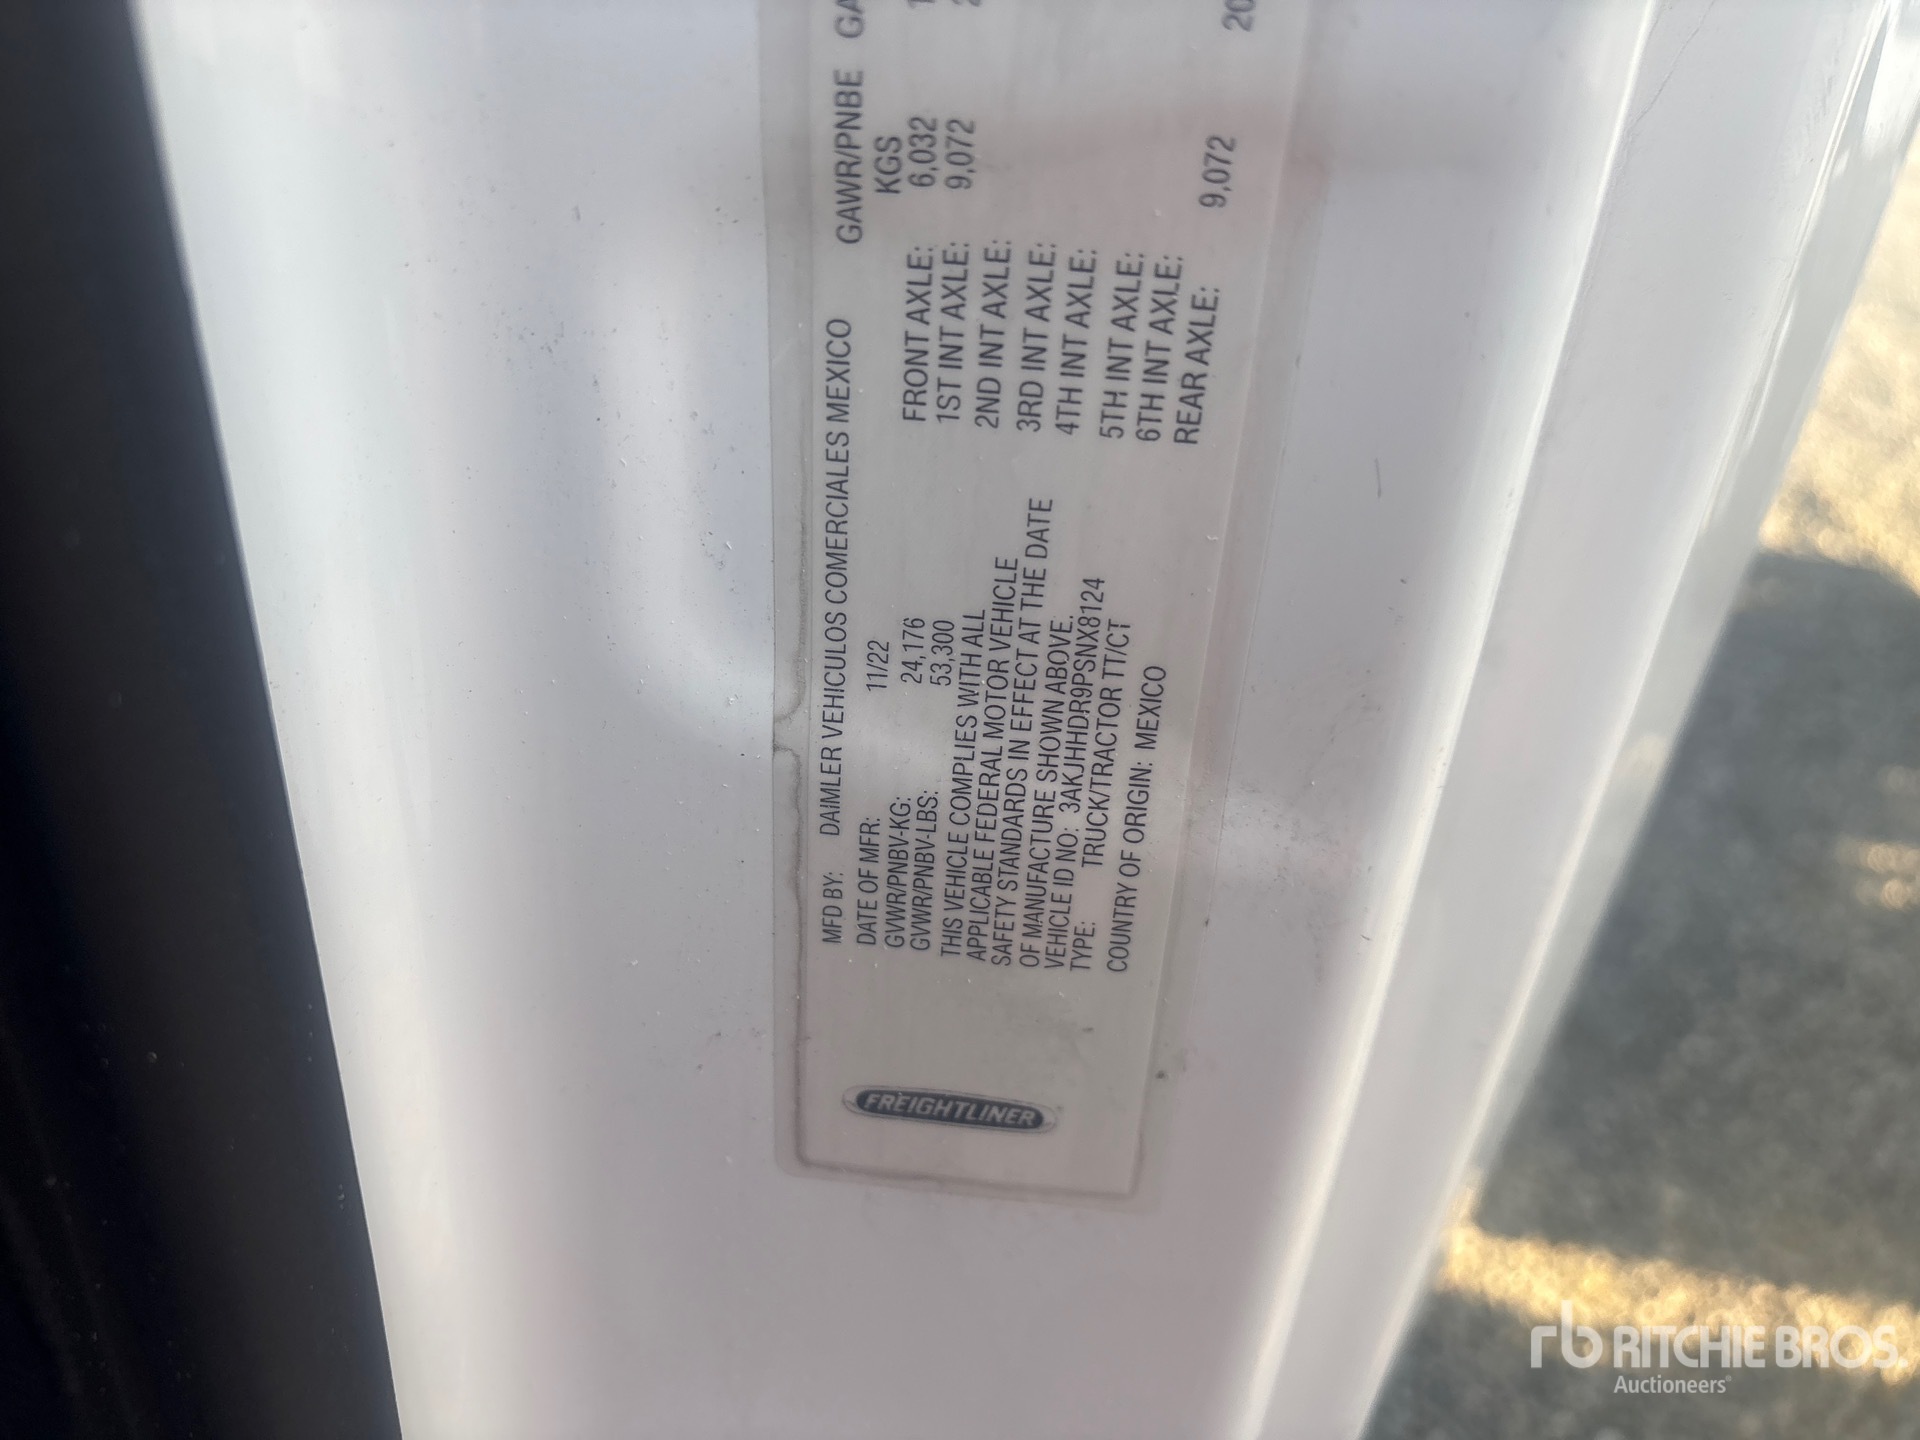 FREIGHTLINER
MFD BY: DAIMLER VEHICULOS COMERCIALES MEXICO
DATE OF MFR: 11/22
GVWR/PNBV-KG: 24,176
GVWR/PNBV-LBS: 53,300
THIS VEHICLE COMPLIES WITH ALL
APPLICABLE FEDERAL MOTOR VEHICLE
SAFETY STANDARDS IN EFFECT AT THE DATE
OF MANUFACTURE SHOWN ABOVE.
VEHICLE ID NO: 3AKJHHDR9PSNX8124
TYPE: TRUCK/TRACTOR TT/CT
COUNTRY OF ORIGIN: MEXICO
GAWR/PNBE
KGS
FRONT AXLE: 6,032
1ST INT AXLE: 9,072
2ND INT AXLE:
3RD INT AXLE:
4TH INT AXLE:
5TH INT AXLE:
6TH INT AXLE:
REAR AXLE: 9,072
rb RITCHIE BROS.
Auctioneers